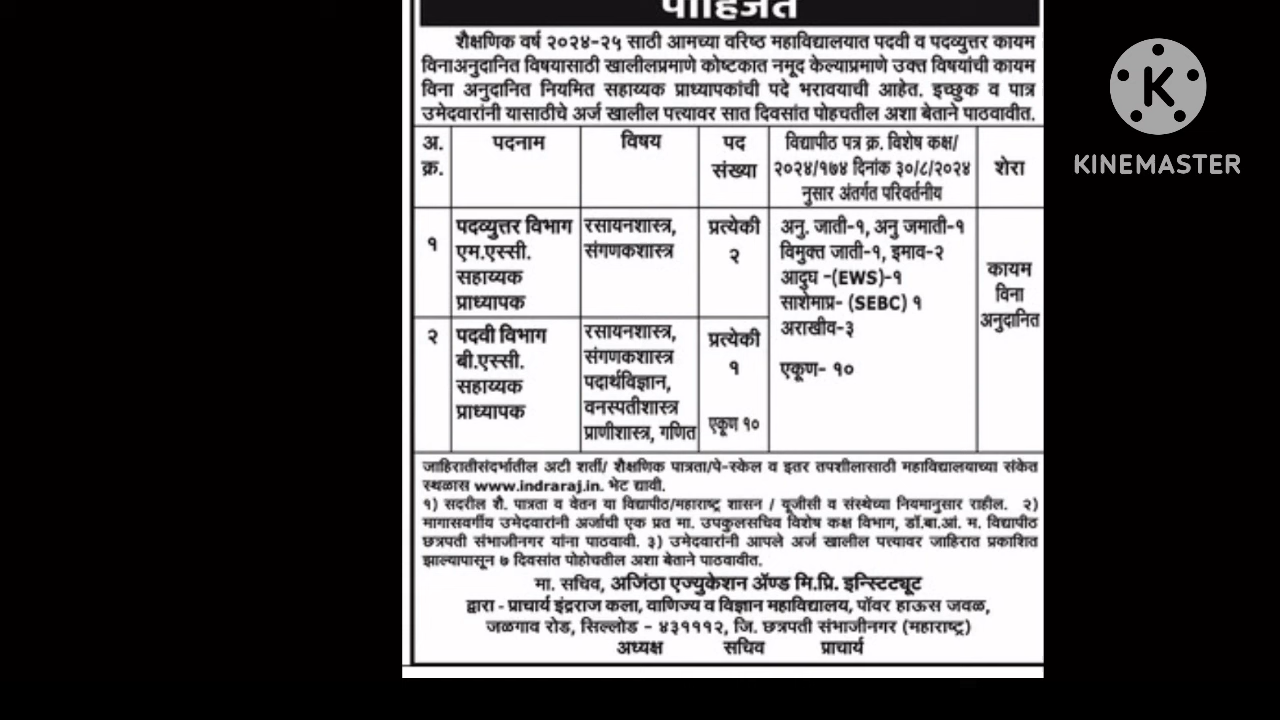 पाहिजेत
शैक्षणिक वर्ष २०२४-२५ साठी आमच्या वरिष्ठ महाविद्यालयात पदवी व पदव्युत्तर कायम
विनाअनुदानित विषयासाठी खालीलप्रमाणे कोष्टकात नमूद केल्याप्रमाणे उक्त विषयांची कायम
विना अनुदानित नियमित सहाय्यक प्राध्यापकांची पदे भरावयाची आहेत. इच्छुक व पात्र
उमेदवारांनी यासाठीचे अर्ज खालील पत्त्यावर सात दिवसांत पोहचतील अशा बेताने पाठवावीत.
अ. क्र.
पदनाम
विषय
पद संख्या
विद्यापीठ पत्र क्र. विशेष कक्ष/
२०२४/१७४ दिनांक ३०/८/२०२४
नुसार अंतर्गत परिवर्तनीय
शेरा
१
पदव्युत्तर विभाग
एम.एस्सी.
सहाय्यक
प्राध्यापक
रसायनशास्त्र,
संगणकशास्त्र
प्रत्येकी
२
अनु. जाती-१, अनु जमाती-१
विमुक्त जाती-१, इमाव-२
आदुघ -(EWS)-१
साशेमाप्र- (SEBC) १
अराखीव-३
एकूण- १०
कायम
विना
अनुदानित
२
पदवी विभाग
बी.एस्सी.
सहाय्यक
प्राध्यापक
रसायनशास्त्र,
संगणकशास्त्र
पदार्थविज्ञान,
वनस्पतीशास्त्र
प्राणीशास्त्र, गणित
प्रत्येकी
१
एकूण १०
जाहिरातीसंदर्भातील अटी शर्ती/ शैक्षणिक पात्रता/पे-स्केल व इतर तपशीलासाठी महाविद्यालयाच्या संकेत
स्थळास www.indraraj.in. भेट द्यावी.
१) सदरील शै. पात्रता व वेतन या विद्यापीठ/महाराष्ट्र शासन / यूजीसी व संस्थेच्या नियमानुसार राहील. २)
मागासवर्गीय उमेदवारांनी अर्जाची एक प्रत मा. उपकुलसचिव विशेष कक्ष विभाग, डॉ.बा.आं. म. विद्यापीठ
छत्रपती संभाजीनगर यांना पाठवावी. ३) उमेदवारांनी आपले अर्ज खालील पत्त्यावर जाहिरात प्रकाशित
झाल्यापासून ७ दिवसांत पोहोचतील अशा बेताने पाठवावीत.
मा. सचिव, अजिंठा एज्युकेशन ॲण्ड मि.प्रि. इन्स्टिट्यूट
द्वारा - प्राचार्य इंद्रराज कला, वाणिज्य व विज्ञान महाविद्यालय, पॉवर हाऊस जवळ,
जळगाव रोड, सिल्लोड - ४३१११२, जि. छत्रपती संभाजीनगर (महाराष्ट्र)
अध्यक्ष सचिव प्राचार्य
K
KINEMASTER